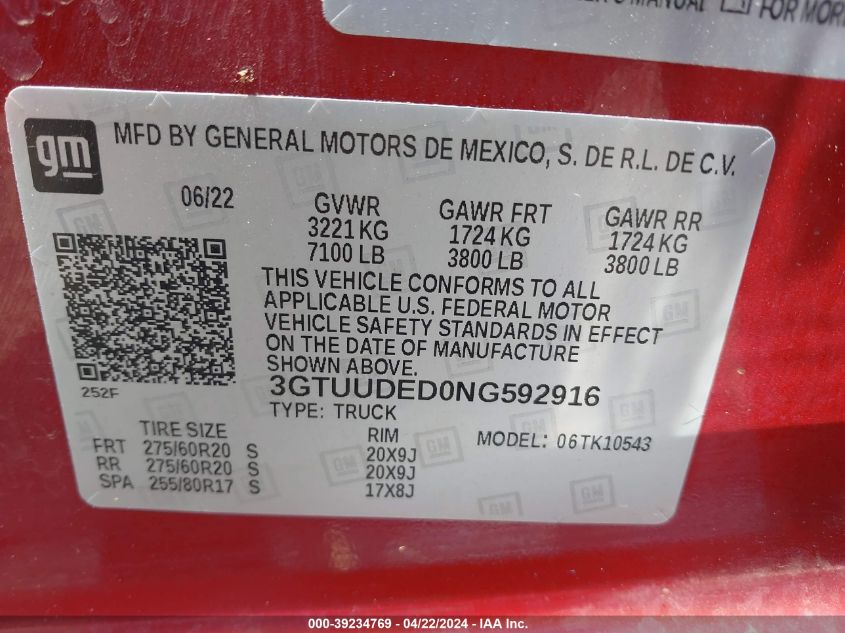 MANUAL FOR MOR
gm
MFD BY GENERAL MOTORS DE MEXICO, S. DE R.L. DE C.V.
06/22
GVWR GAWR FRT GAWR RR
3221 KG 1724 KG 1724 KG
7100 LB 3800 LB 3800 LB
THIS VEHICLE CONFORMS TO ALL
APPLICABLE U.S. FEDERAL MOTOR
VEHICLE SAFETY STANDARDS IN EFFECT
ON THE DATE OF MANUFACTURE
SHOWN ABOVE.
252F
3GTUUDED0NG592916
TYPE: TRUCK
TIRE SIZE RIM MODEL: 06TK10543
FRT 275/60R20 S 20X9J
RR 275/60R20 S 20X9J
SPA 255/80R17 S 17X8J
000-39234769 - 04/22/2024 - IAA Inc.